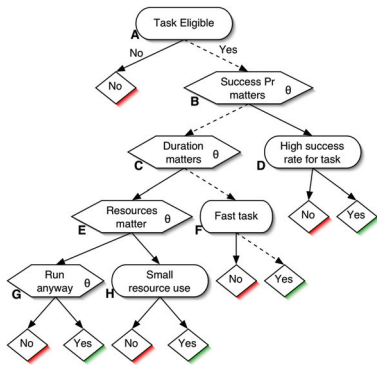 Task Eligible
A
No
Yes
No
Success Pr
matters
θ
B
Duration
matters
θ
C
High success
rate for task
D
Resources
matter
θ
E
Fast task
F
No
Yes
Run
anyway
θ
G
Small
resource use
H
No
Yes
No
Yes
No
Yes